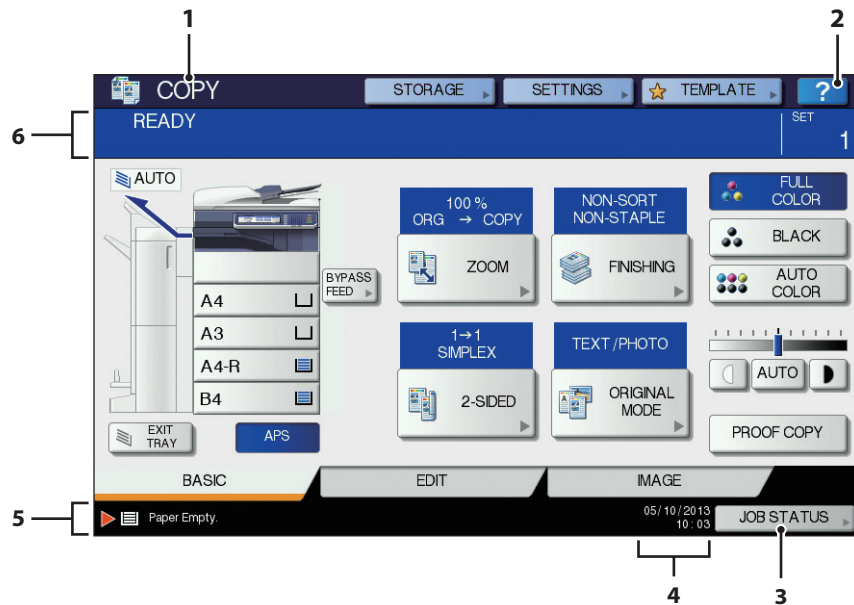 1
2
COPY
STORAGE
SETTINGS
TEMPLATE
?
6
READY
SET
1
AUTO
100 %
ORG → COPY
ZOOM
NON-SORT
NON-STAPLE
FINISHING
FULL
COLOR
BLACK
AUTO
COLOR
BYPASS
FEED
A4
A3
A4-R
B4
1→1
SIMPLEX
2-SIDED
TEXT/PHOTO
ORIGINAL
MODE
AUTO
EXIT
TRAY
APS
PROOF COPY
BASIC
EDIT
IMAGE
5
Paper Empty.
05/10/2013
10:03
JOB STATUS
4
3